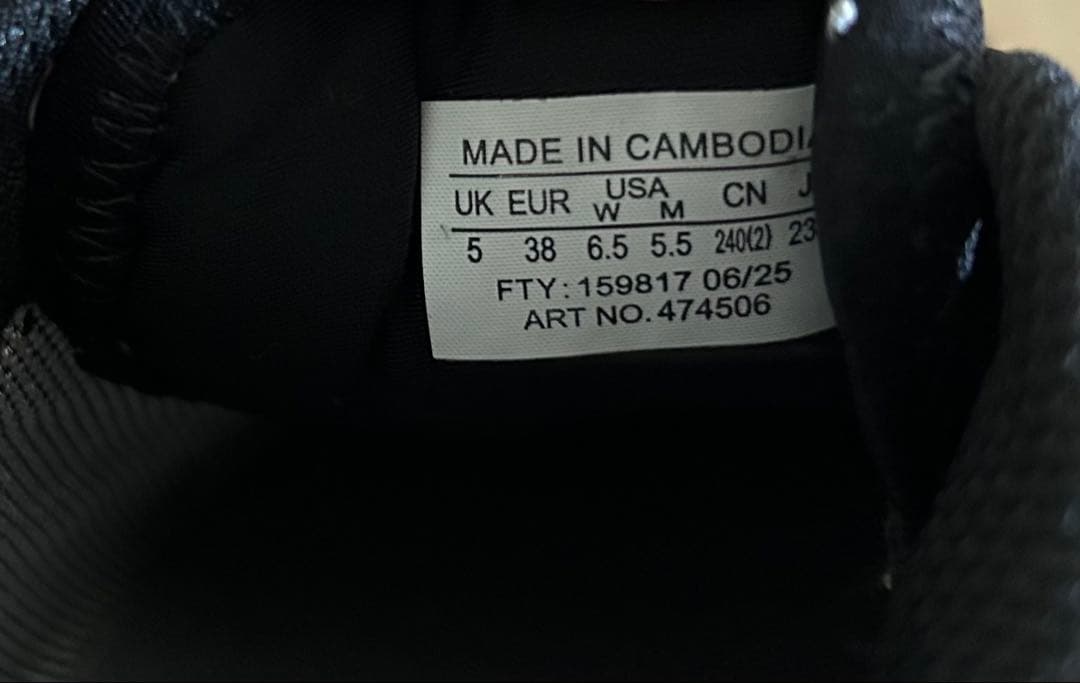 MADE IN CAMBODIA
UK EUR USA CN J
W M
5 38 6.5 5.5 240(2) 23
FTY: 159817 06/25
ART NO. 474506